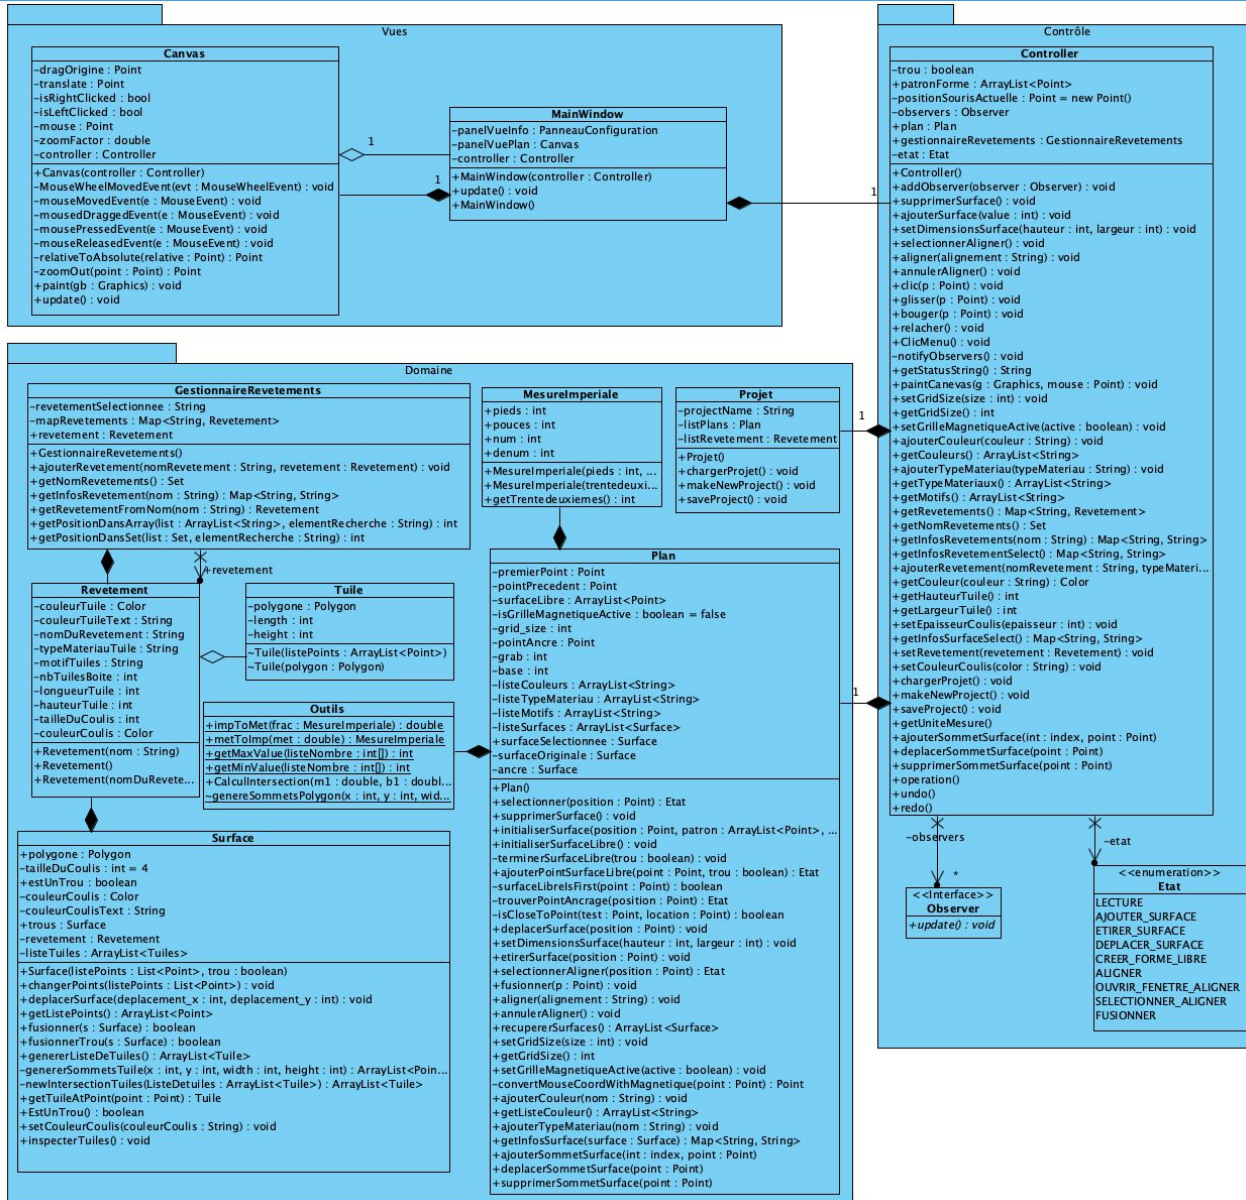 Vues
Canvas
-dragOrigine : Point
-translate : Point
-isRightClicked : bool
-isLeftClicked : bool
-mouse : Point
-zoomFactor : double
-controller : Controller
+Canvas(controller : Controller)
-MouseWheelMovedEvent(evt : MouseWheelEvent) : void
-mouseMovedEvent(e : MouseEvent) : void
-mousedDraggedEvent(e : MouseEvent) : void
-mousePressedEvent(e : MouseEvent) : void
-mouseReleasedEvent(e : MouseEvent) : void
-relativeToAbsolute(relative : Point) : Point
-zoomOut(point : Point) : Point
+paint(gb : Graphics) : void
+update() : void
1
1
MainWindow
-panelVueInfo : PanneauConfiguration
-panelVuePlan : Canvas
-controller : Controller
+MainWindow(controller : Controller)
+update() : void
+MainWindow()
1
Contrôle
Controller
-trou : boolean
+patronForme : ArrayList<Point>
-positionSourisActuelle : Point = new Point()
-observers : Observer
+plan : Plan
+gestionnaireRevetements : GestionnaireRevetements
-etat : Etat
+Controller()
+addObserver(observer : Observer) : void
+supprimerSurface() : void
+ajouterSurface(value : int) : void
+setDimensionsSurface(hauteur : int, largeur : int) : void
+selectionnerAligner() : void
+aligner(alignement : String) : void
+annulerAligner() : void
+clic(p : Point) : void
+glisser(p : Point) : void
+bouger(p : Point) : void
+relacher() : void
+ClicMenu() : void
-notifyObservers() : void
+getStatusString() : String
+paintCanevas(g : Graphics, mouse : Point) : void
+setGridSize(size : int) : void
+getGridSize() : int
+setGrilleMagnetiqueActive(active : boolean) : void
+ajouterCouleur(couleur : String) : void
+getCouleurs() : ArrayList<String>
+ajouterTypeMateriau(typeMateriau : String) : void
+getTypeMateriaux() : ArrayList<String>
+getMotifs() : ArrayList<String>
+getRevetements() : Map<String, Revetement>
+getNomRevetements() : Set
+getInfosRevetements(nom : String) : Map<String, String>
+getInfosRevetementSelect() : Map<String, String>
+ajouterRevetement(nomRevetement : String, typeMateri...
+getCouleur(couleur : String) : Color
+getHauteurTuile() : int
+getLargeurTuile() : int
+setEpaisseurCoulis(epaisseur : int) : void
+getInfosSurfaceSelect() : Map<String, String>
+setRevetement(revetement : Revetement) : void
+setCouleurCoulis(color : String) : void
+chargerProjet() : void
+makeNewProject() : void
+saveProject() : void
+getUniteMesure()
+ajouterSommetSurface(int : index, point : Point)
+deplacerSommetSurface(point : Point)
+supprimerSommetSurface(point : Point)
+operation()
+undo()
+redo()
-observers
*
<<Interface>>
Observer
+update() : void
-etat
<<enumeration>>
Etat
LECTURE
AJOUTER_SURFACE
ETIRER_SURFACE
DEPLACER_SURFACE
CREER_FORME_LIBRE
ALIGNER
OUVRIR_FENETRE_ALIGNER
SELECTIONNER_ALIGNER
FUSIONNER
Domaine
GestionnaireRevetements
-revetementSelectionnee : String
-mapRevetements : Map<String, Revetement>
+revetement : Revetement
+GestionnaireRevetements()
+ajouterRevetement(nomRevetement : String, revetement : Revetement) : void
+getNomRevetements() : Set
+getInfosRevetement(nom : String) : Map<String, String>
+getRevetementFromNom(nom : String) : Revetement
+getPositionDansArray(list : ArrayList<String>, elementRecherche : String) : int
+getPositionDansSet(list : Set, elementRecherche : String) : int
+revetement
MesureImperiale
+pieds : int
+pouces : int
+num : int
+denum : int
+MesureImperiale(pieds : int, ...
+MesureImperiale(trentedeuxi...
+getTrentedeuxiemes() : int
Projet
-projectName : String
-listPlans : Plan
-listRevetement : Revetement
+Projet()
+chargerProjet() : void
+makeNewProject() : void
+saveProject() : void
1
1
Revetement
-couleurTuile : Color
-couleurTuileText : String
-nomDuRevetement : String
-typeMateriauTuile : String
-motifTuiles : String
-nbTuilesBoite : int
-longueurTuile : int
-hauteurTuile : int
-tailleDuCoulis : int
-couleurCoulis : Color
+Revetement(nom : String)
+Revetement()
+Revetement(nomDuRevete...
Tuile
-polygone : Polygon
-length : int
-height : int
~Tuile(listePoints : ArrayList<Point>)
~Tuile(polygon : Polygon)
Outils
+impToMet(frac : MesureImperiale) : double
+metToImp(met : double) : MesureImperiale
+getMaxValue(listeNombre : int[]) : int
+getMinValue(listeNombre : int[]) : int
+CalculIntersection(m1 : double, b1 : doubl...
~genereSommetsPolygon(x : int, y : int, wid...
Surface
+polygone : Polygon
-tailleDuCoulis : int = 4
+estUnTrou : boolean
-couleurCoulis : Color
-couleurCoulisText : String
+trous : Surface
-revetement : Revetement
-listeTuiles : ArrayList<Tuiles>
+Surface(listePoints : List<Point>, trou : boolean)
+changerPoints(listePoints : List<Point>) : void
+deplacerSurface(deplacement_x : int, deplacement_y : int) : void
+getListePoints() : ArrayList<Point>
+fusionner(s : Surface) : boolean
+fusionnerTrou(s : Surface) : boolean
+genererListeDeTuiles() : ArrayList<Tuile>
-genererSommetsTuile(x : int, y : int, width : int, height : int) : ArrayList<Poin...
-newIntersectionTuiles(ListeDetuiles : ArrayList<Tuile>) : ArrayList<Tuile>
+getTuileAtPoint(point : Point) : Tuile
+EstUnTrou() : boolean
+setCouleurCoulis(couleurCoulis : String) : void
+inspecterTuiles() : void
Plan
-premierPoint : Point
-pointPrecedent : Point
-surfaceLibre : ArrayList<Point>
-isGrilleMagnetiqueActive : boolean = false
-grid_size : int
-pointAncre : Point
-grab : int
-base : int
-listeCouleurs : ArrayList<String>
-listeTypeMateriau : ArrayList<String>
-listeMotifs : ArrayList<String>
-listeSurfaces : ArrayList<Surface>
+surfaceSelectionnee : Surface
-surfaceOriginale : Surface
-ancre : Surface
+Plan()
+selectionner(position : Point) : Etat
+supprimerSurface() : void
+initialiserSurface(position : Point, patron : ArrayList<Point>, ...
+initialiserSurfaceLibre() : void
-terminerSurfaceLibre(trou : boolean) : void
+ajouterPointSurfaceLibre(point : Point, trou : boolean) : Etat
-surfaceLibreIsFirst(point : Point) : boolean
-trouverPointAncrage(position : Point) : Etat
-isCloseToPoint(test : Point, location : Point) : boolean
+deplacerSurface(position : Point) : void
+setDimensionsSurface(hauteur : int, largeur : int) : void
+etirerSurface(position : Point) : void
+selectionnerAligner(position : Point) : Etat
+fusionner(p : Point) : void
+aligner(alignement : String) : void
+annulerAligner() : void
+recupererSurfaces() : ArrayList<Surface>
+setGridSize(size : int) : void
+getGridSize() : int
+setGrilleMagnetiqueActive(active : boolean) : void
-convertMouseCoordWithMagnetique(point : Point) : Point
+ajouterCouleur(nom : String) : void
+getListeCouleur() : ArrayList<String>
+ajouterTypeMateriau(nom : String) : void
+getInfosSurface(surface : Surface) : Map<String, String>
+ajouterSommetSurface(int : index, point : Point)
+deplacerSommetSurface(point : Point)
+supprimerSommetSurface(point : Point)